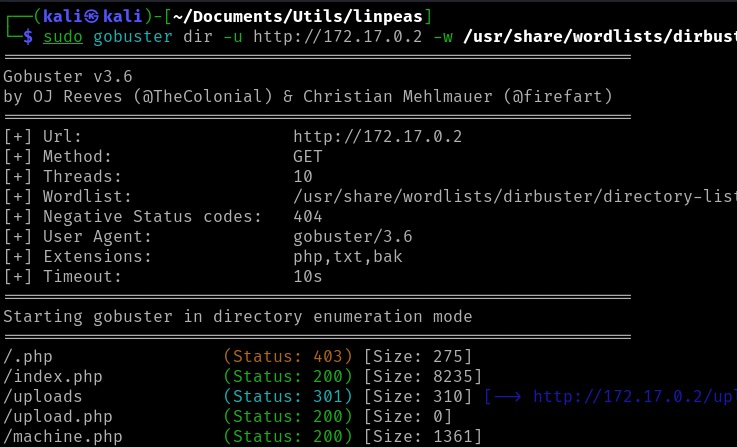 ┌──(kali㉿kali)-[~/Documents/Utils/linpeas]
└─$ sudo gobuster dir -u http://172.17.0.2 -w /usr/share/wordlists/dirbust
Gobuster v3.6
by OJ Reeves (@TheColonial) & Christian Mehlmauer (@firefart)
[+] Url: http://172.17.0.2
[+] Method: GET
[+] Threads: 10
[+] Wordlist: /usr/share/wordlists/dirbuster/directory-list
[+] Negative Status codes: 404
[+] User Agent: gobuster/3.6
[+] Extensions: php,txt,bak
[+] Timeout: 10s
Starting gobuster in directory enumeration mode
/.php (Status: 403) [Size: 275]
/index.php (Status: 200) [Size: 8235]
/uploads (Status: 301) [Size: 310] [--> http://172.17.0.2/upl
/upload.php (Status: 200) [Size: 0]
/machine.php (Status: 200) [Size: 1361]